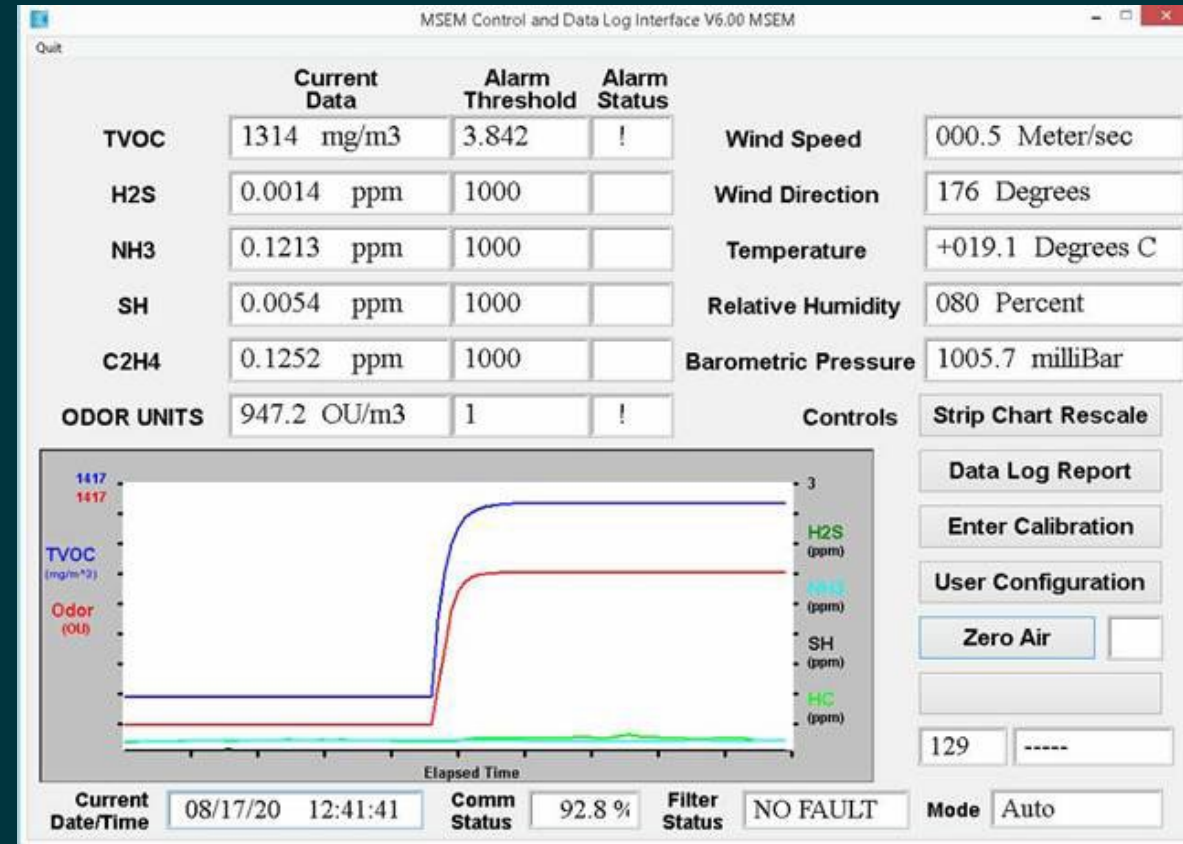 MSEM Control and Data Log Interface V6.00 MSEM
Quit
Current Data Alarm Threshold Alarm Status
TVOC 1314 mg/m3 3.842 ! Wind Speed 000.5 Meter/sec
H2S 0.0014 ppm 1000 Wind Direction 176 Degrees
NH3 0.1213 ppm 1000 Temperature +019.1 Degrees C
SH 0.0054 ppm 1000 Relative Humidity 080 Percent
C2H4 0.1252 ppm 1000 Barometric Pressure 1005.7 milliBar
ODOR UNITS 947.2 OU/m3 1 ! Controls Strip Chart Rescale
1417
1417
TVOC
(mg/m^3)
Odor
(OU)
3
H2S
(ppm)
NH3
(ppm)
SH
(ppm)
HC
(ppm)
Elapsed Time
Data Log Report
Enter Calibration
User Configuration
Zero Air
129 -----
Current Date/Time 08/17/20 12:41:41 Comm Status 92.8 % Filter Status NO FAULT Mode Auto